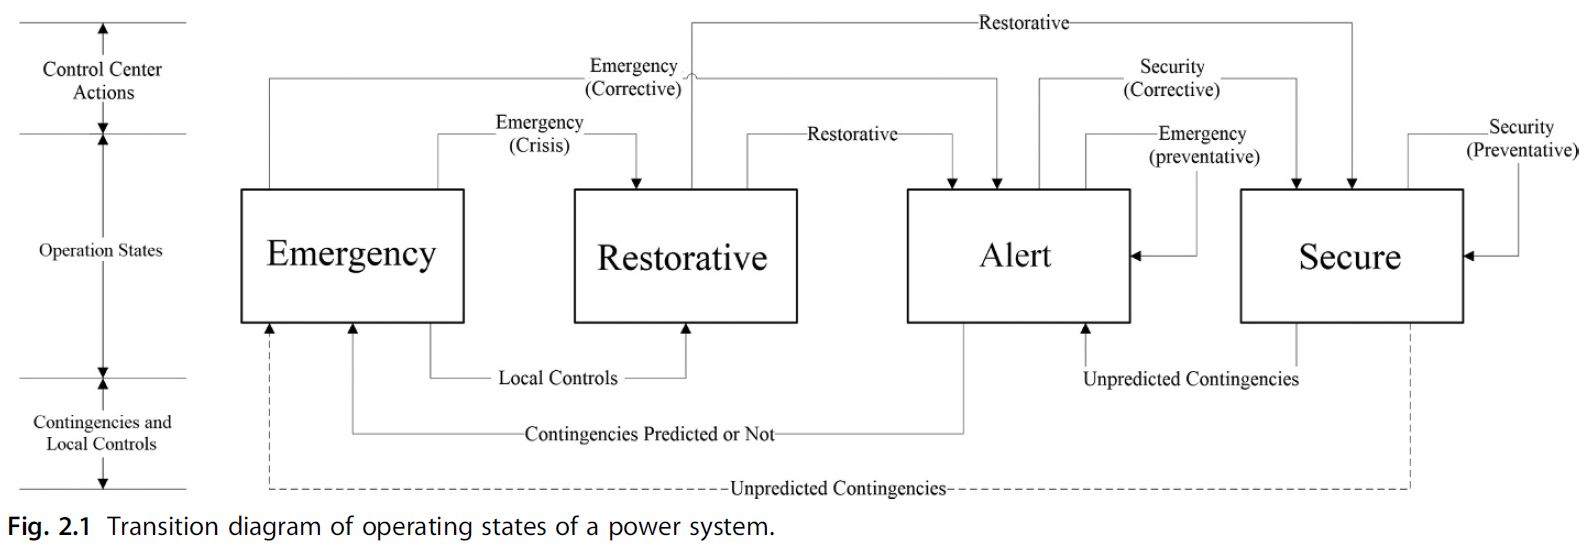 Restorative
Control Center
Actions
Emergency
(Corrective)
Security
(Corrective)
Emergency
(Crisis)
Restorative
Emergency
(preventative)
Security
(Preventative)
Operation States
Emergency
Restorative
Alert
Secure
Local Controls
Unpredicted Contingencies
Contingencies and
Local Controls
Contingencies Predicted or Not
Unpredicted Contingencies
Fig. 2.1 Transition diagram of operating states of a power system.